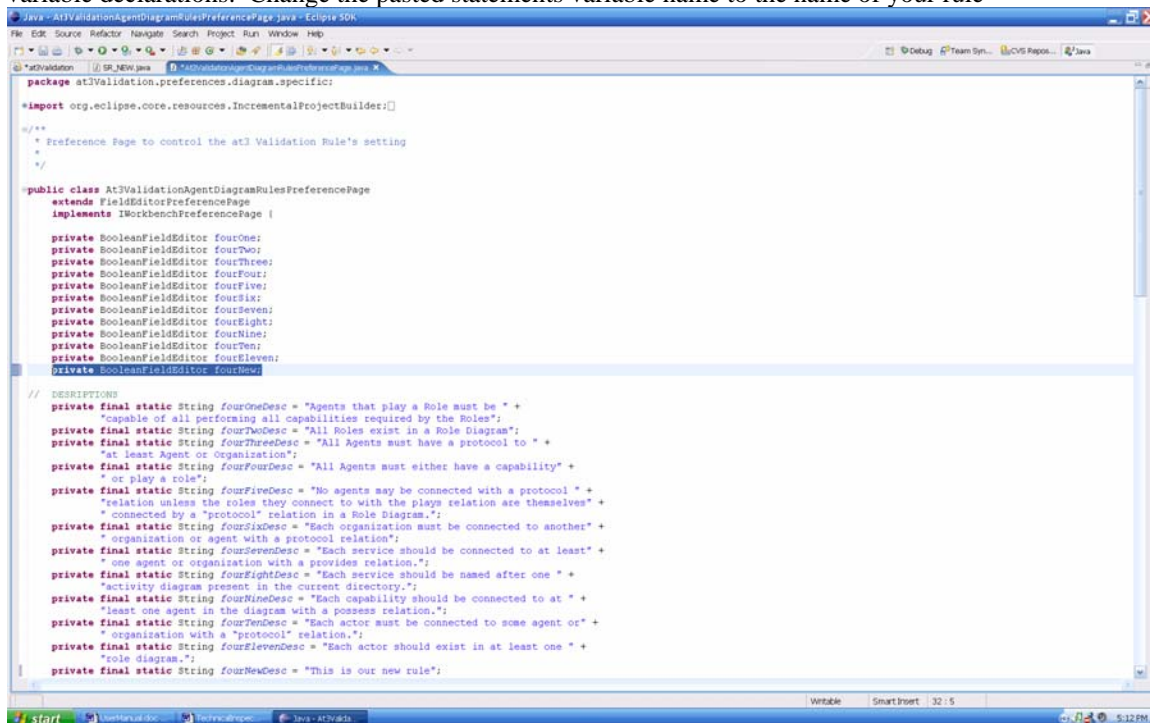 variable declarations. Change the pasted statements variable name to the name of your rule
Java - At3ValidationAgentDiagramRulesPreferencePage.java - Eclipse SDK
File Edit Source Refactor Navigate Search Project Run Window Help
Debug Team Syn... CVS Repos... Java
*at3Validation SR_NEW.java *At3ValidationAgentDiagramRulesPreferencePage.java
package at3Validation.preferences.diagram.specific;
import org.eclipse.core.resources.IncrementalProjectBuilder;
/**
* Preference Page to control the at3 Validation Rule's setting
*
*/
public class At3ValidationAgentDiagramRulesPreferencePage
extends FieldEditorPreferencePage
implements IWorkbenchPreferencePage {
private BooleanFieldEditor fourOne;
private BooleanFieldEditor fourTwo;
private BooleanFieldEditor fourThree;
private BooleanFieldEditor fourFour;
private BooleanFieldEditor fourFive;
private BooleanFieldEditor fourSix;
private BooleanFieldEditor fourSeven;
private BooleanFieldEditor fourEight;
private BooleanFieldEditor fourNine;
private BooleanFieldEditor fourTen;
private BooleanFieldEditor fourEleven;
private BooleanFieldEditor fourNew;
// DESRIPTIONS
private final static String fourOneDesc = "Agents that play a Role must be " +
"capable of all performing all capabilities required by the Roles";
private final static String fourTwoDesc = "All Roles exist in a Role Diagram";
private final static String fourThreeDesc = "All Agents must have a protocol to " +
"at least Agent or Organization";
private final static String fourFourDesc = "All Agents must either have a capability" +
" or play a role";
private final static String fourFiveDesc = "No agents may be connected with a protocol " +
"relation unless the roles they connect to with the plays relation are themselves" +
" connected by a "protocol" relation in a Role Diagram.";
private final static String fourSixDesc = "Each organization must be connected to another" +
" organization or agent with a protocol relation";
private final static String fourSevenDesc = "Each service should be connected to at least" +
" one agent or organization with a provides relation.";
private final static String fourEightDesc = "Each service should be named after one " +
"activity diagram present in the current directory.";
private final static String fourNineDesc = "Each capability should be connected to at " +
"least one agent in the diagram with a possess relation.";
private final static String fourTenDesc = "Each actor must be connected to some agent or" +
" organization with a "protocol" relation.";
private final static String fourElevenDesc = "Each actor should exist in at least one " +
"role diagram.";
private final static String fourNewDesc = "This is our new rule";
Writable Smart Insert 32 : 5
start UserManual.doc ... Java - At3Valida... 5:12 PM